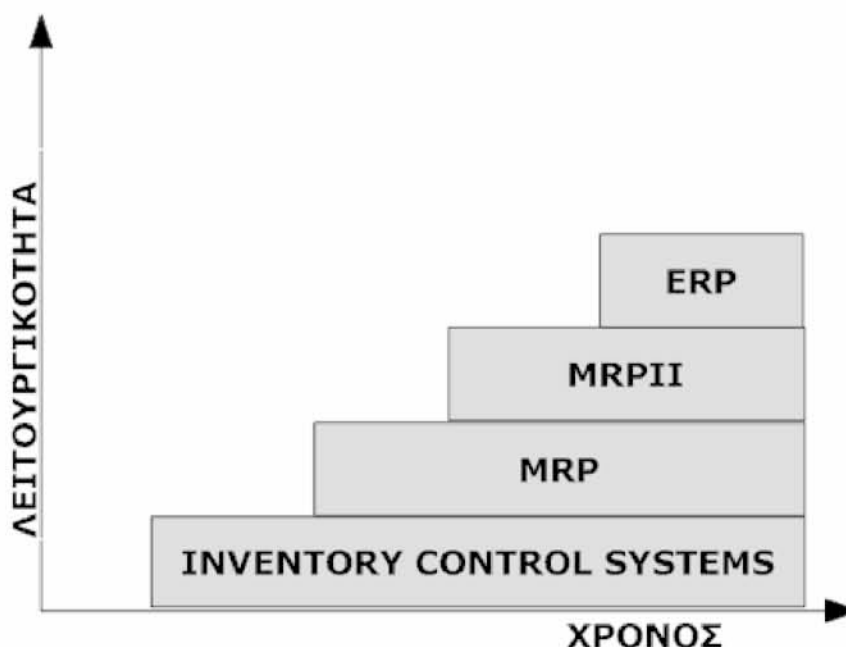 ΛΕΙΤΟΥΡΓΙΚΟΤΗΤΑ
ERP
MRPII
MRP
INVENTORY CONTROL SYSTEMS
ΧΡΟΝΟΣ